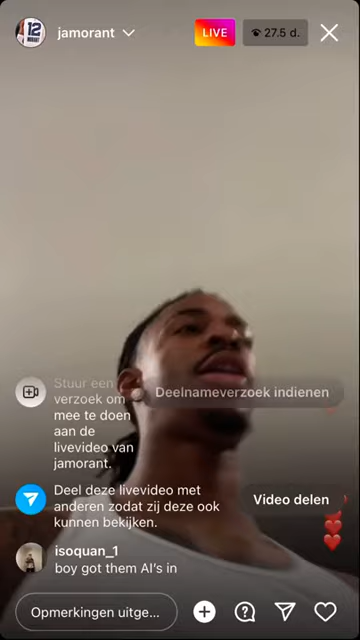 12
MORANT
jamorant
LIVE
27.5 d.
Stuur een
verzoek om
mee te doen
aan de
livevideo van
jamorant.
Deelnameverzoek indienen
Deel deze livevideo met
anderen zodat zij deze ook
kunnen bekijken.
Video delen
isoquan_1
boy got them AI's in
Opmerkingen uitge...